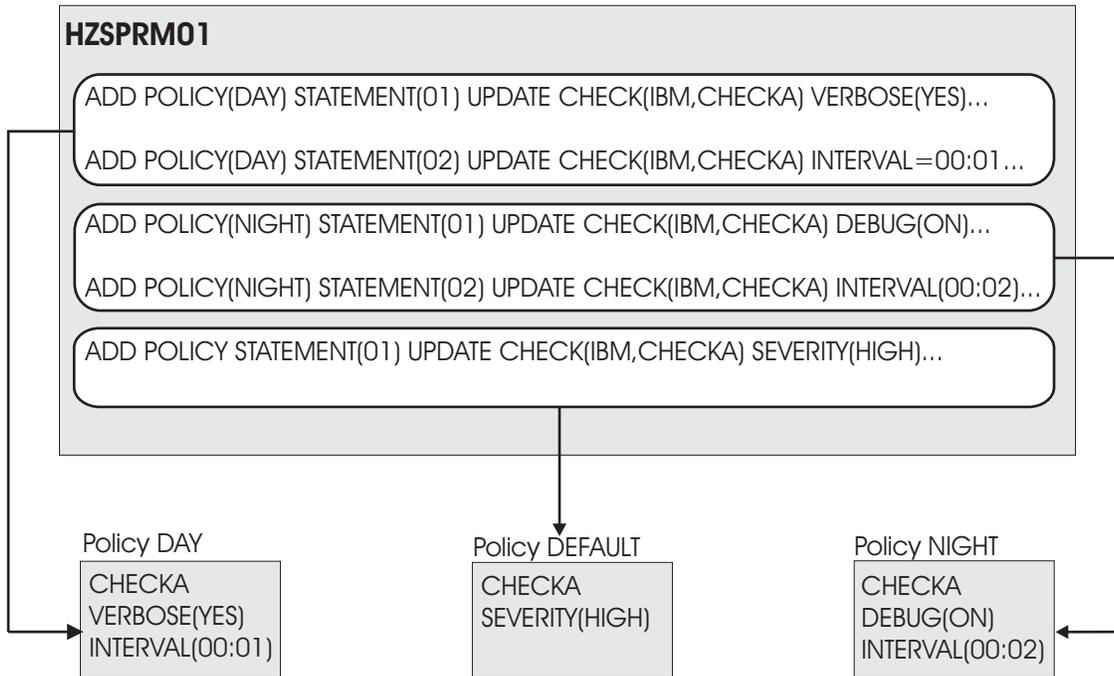 HZSPRM01
ADD POLICY(DAY) STATEMENT(01) UPDATE CHECK(IBM,CHECKA) VERBOSE(YES)...
ADD POLICY(DAY) STATEMENT(02) UPDATE CHECK(IBM,CHECKA) INTERVAL=00:01...
ADD POLICY(NIGHT) STATEMENT(01) UPDATE CHECK(IBM,CHECKA) DEBUG(ON)...
ADD POLICY(NIGHT) STATEMENT(02) UPDATE CHECK(IBM,CHECKA) INTERVAL(00:02)...
ADD POLICY STATEMENT(01) UPDATE CHECK(IBM,CHECKA) SEVERITY(HIGH)...
Policy DAY
CHECKA
VERBOSE(YES)
INTERVAL(00:01)
Policy DEFAULT
CHECKA
SEVERITY(HIGH)
Policy NIGHT
CHECKA
DEBUG(ON)
INTERVAL(00:02)